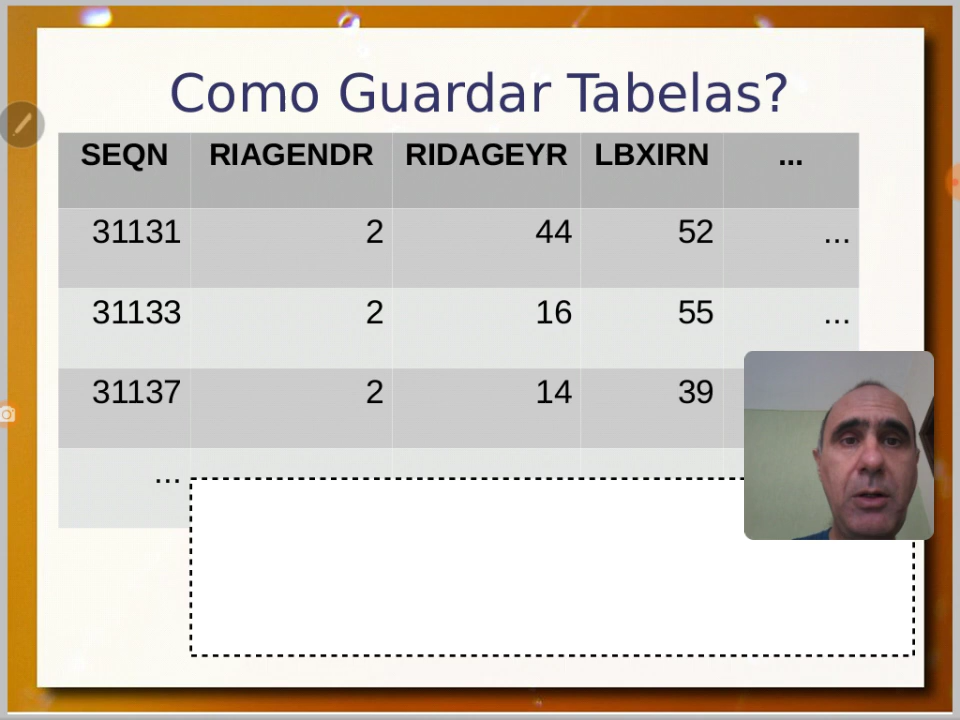 Como Guardar Tabelas?
SEQN RIAGENDR RIDAGEYR LBXIRN ...
31131 2 44 52 ...
31133 2 16 55 ...
31137 2 14 39
...